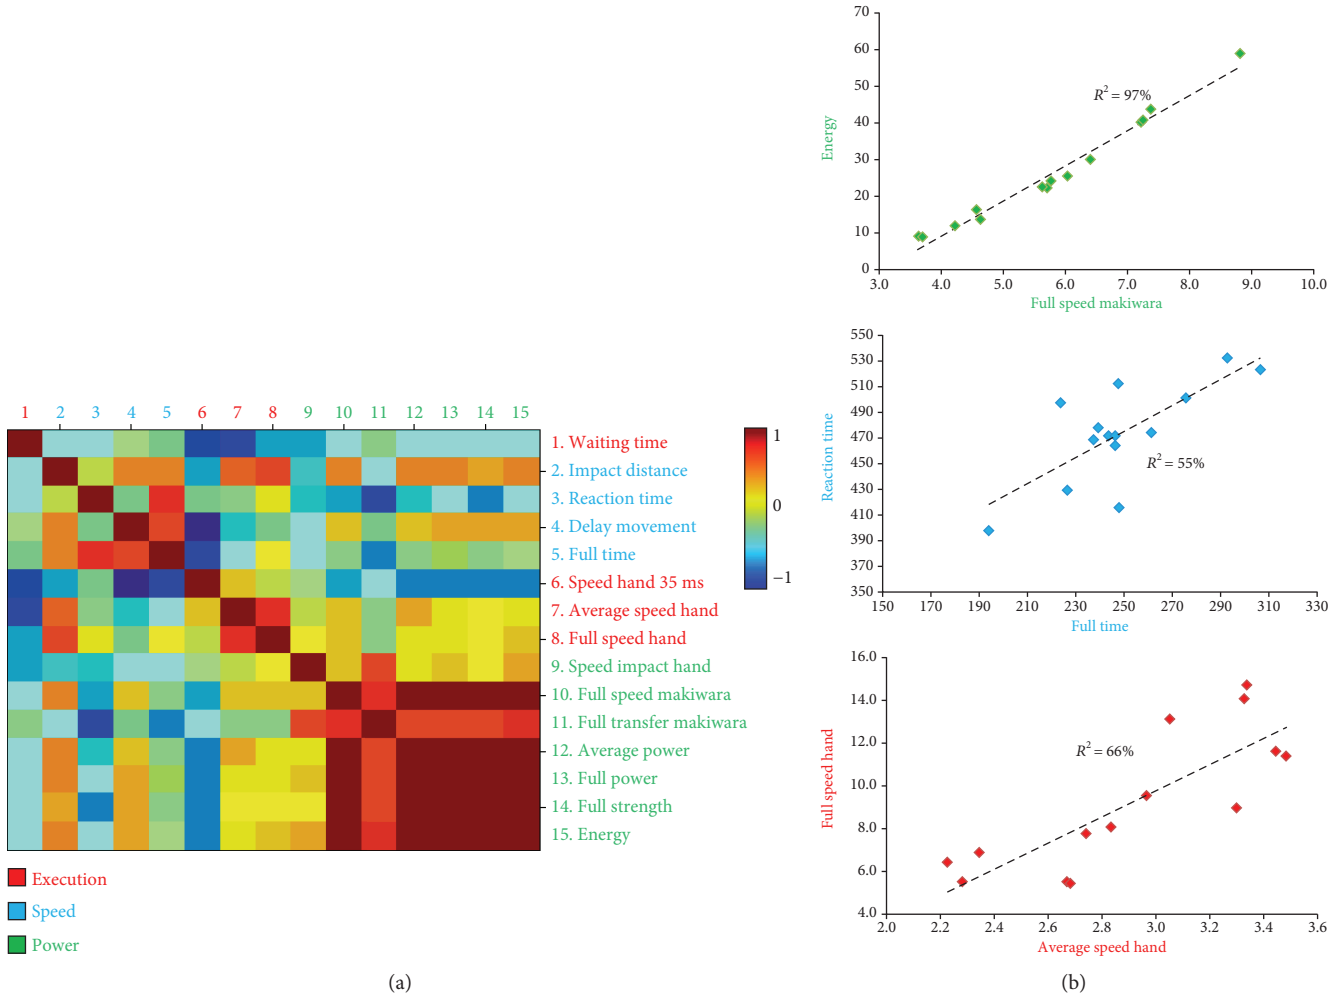 1 2 3 4 5 6 7 8 9 10 11 12 13 14 15
1. Waiting time
2. Impact distance
3. Reaction time
4. Delay movement
5. Full time
6. Speed hand 35 ms
7. Average speed hand
8. Full speed hand
9. Speed impact hand
10. Full speed makiwara
11. Full transfer makiwara
12. Average power
13. Full power
14. Full strength
15. Energy
1
0
−1
Execution
Speed
Power
(a)
70
60
50
40
30
20
10
0
Energy
R² = 97%
3.0 4.0 5.0 6.0 7.0 8.0 9.0 10.0
Full speed makiwara
550
530
510
490
470
450
430
410
390
370
350
Reaction time
R² = 55%
150 170 190 210 230 250 270 290 310 330
Full time
16.0
14.0
12.0
10.0
8.0
6.0
4.0
Full speed hand
R² = 66%
2.0 2.2 2.4 2.6 2.8 3.0 3.2 3.4 3.6
Average speed hand
(b)